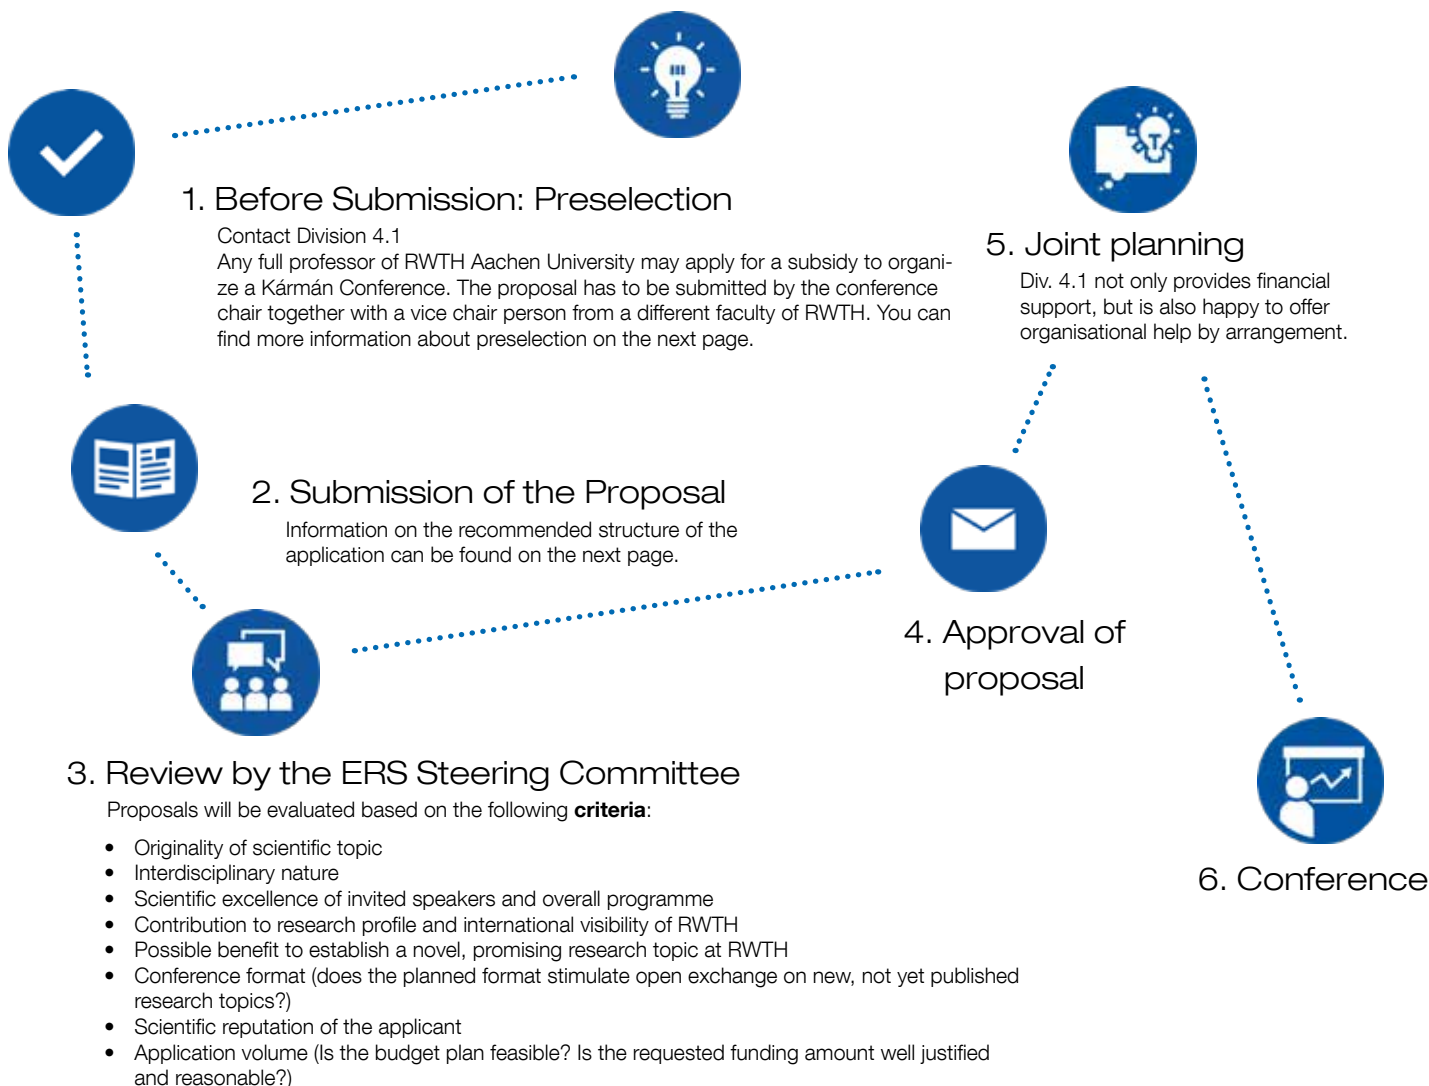 1. Before Submission: Preselection
Contact Division 4.1
Any full professor of RWTH Aachen University may apply for a subsidy to organi-
ze a Kármán Conference. The proposal has to be submitted by the conference
chair together with a vice chair person from a different faculty of RWTH. You can
find more information about preselection on the next page.
2. Submission of the Proposal
Information on the recommended structure of the
application can be found on the next page.
3. Review by the ERS Steering Committee
Proposals will be evaluated based on the following criteria:
• Originality of scientific topic
• Interdisciplinary nature
• Scientific excellence of invited speakers and overall programme
• Contribution to research profile and international visibility of RWTH
• Possible benefit to establish a novel, promising research topic at RWTH
• Conference format (does the planned format stimulate open exchange on new, not yet published
research topics?)
• Scientific reputation of the applicant
• Application volume (Is the budget plan feasible? Is the requested funding amount well justified
and reasonable?)
4. Approval of
proposal
5. Joint planning
Div. 4.1 not only provides financial
support, but is also happy to offer
organisational help by arrangement.
6. Conference